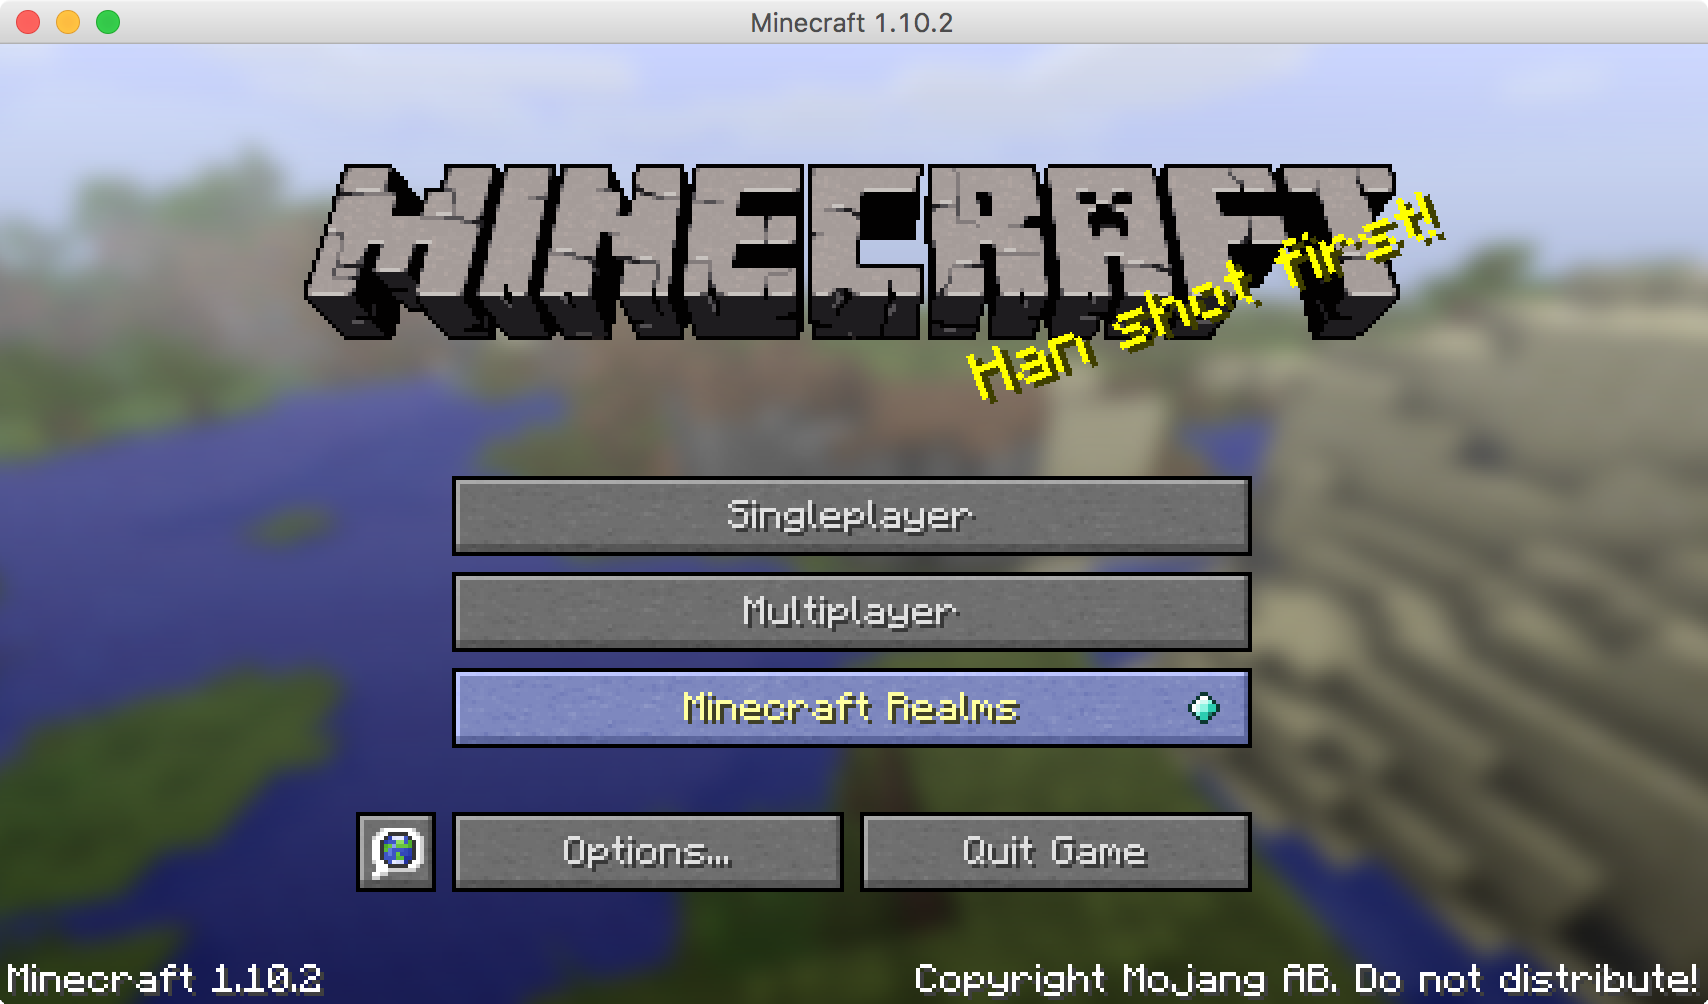 Minecraft 1.10.2
MINECRAFT
Han shot first!
Singleplayer
Multiplayer
Minecraft Realms
Options...
Quit Game
Minecraft 1.10.2
Copyright Mojang AB. Do not distribute!